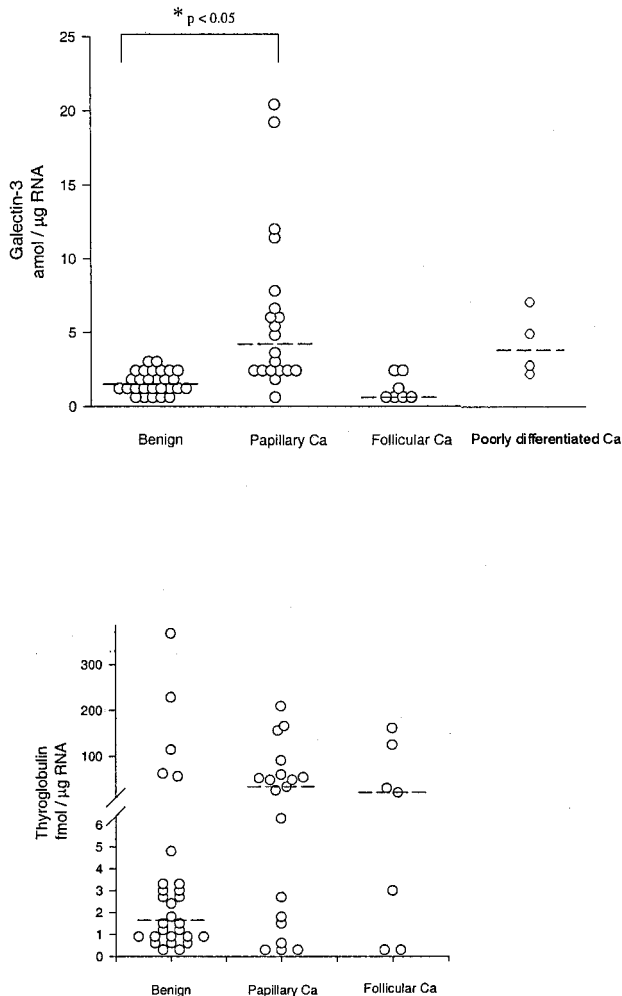 * p < 0.05
25
20
15
10
5
0
Galectin-3
amol / µg RNA
Benign
Papillary Ca
Follicular Ca
Poorly differentiated Ca
300
200
100
6
5
4
3
2
1
0
Thyroglobulin
fmol / µg RNA
Benign
Papillary Ca
Follicular Ca